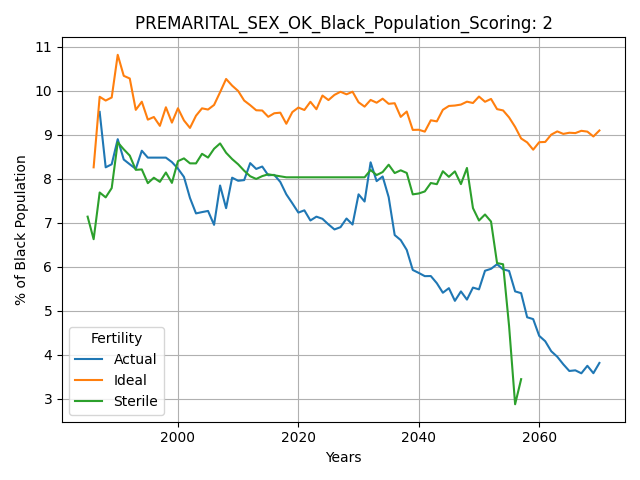 PREMARITAL_SEX_OK_Black_Population_Scoring: 2
% of Black Population
11
10
9
8
7
6
5
4
3
Fertility
Actual
Ideal
Sterile
2000
2020
2040
2060
Years